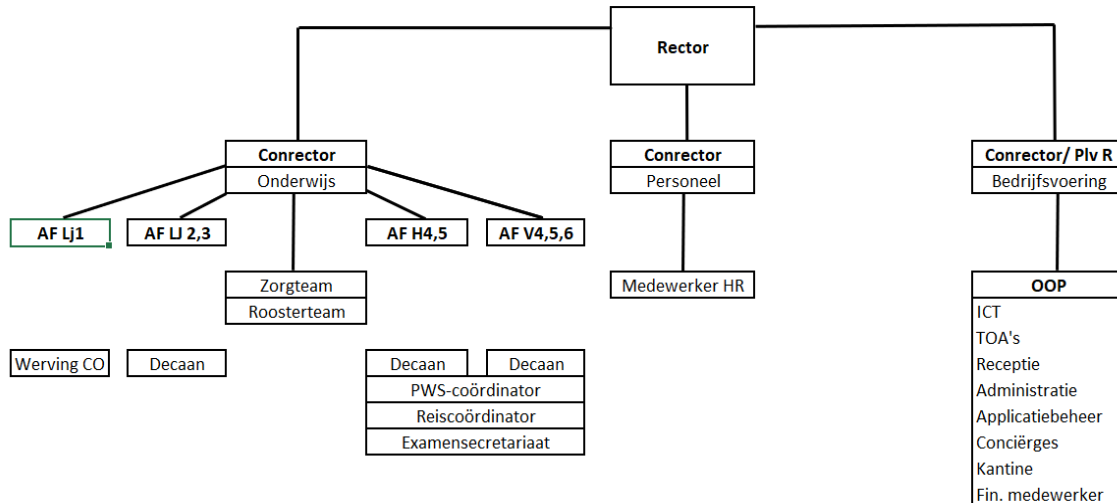 Rector
Conrector
Onderwijs
Conrector
Personeel
Conrector/ Plv R
Bedrijfsvoering
AF Lj1
AF LJ 2,3
AF H4,5
AF V4,5,6
Zorgteam
Roosterteam
Medewerker HR
OOP
ICT
TOA's
Receptie
Administratie
Applicatiebeheer
Conciërges
Kantine
Fin. medewerker
Werving CO
Decaan
Decaan
Decaan
PWS-coördinator
Reiscoördinator
Examensecretariaat